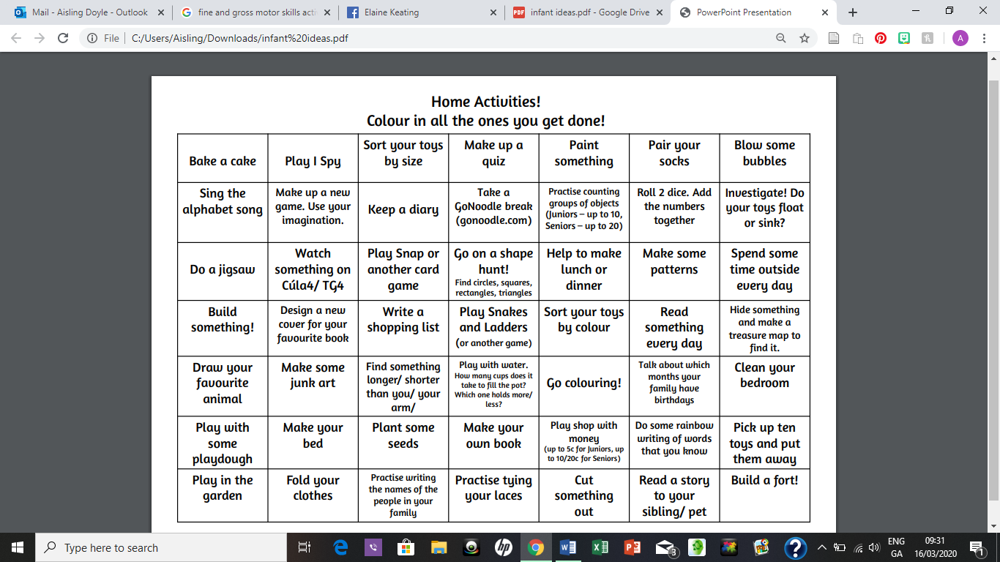 Mail - Aisling Doyle - Outlook
fine and gross motor skills acti
Elaine Keating
infant ideas.pdf - Google Drive
PowerPoint Presentation
File
C:/Users/Aisling/Downloads/infant%20ideas.pdf
A
Home Activities!
Colour in all the ones you get done!
Bake a cake
Play I Spy
Sort your toys
by size
Make up a
quiz
Paint
something
Pair your
socks
Blow some
bubbles
Sing the
alphabet song
Make up a new
game. Use your
imagination.
Keep a diary
Take a
GoNoodle break
(gonoodle.com)
Practise counting
groups of objects
(Juniors – up to 10,
Seniors – up to 20)
Roll 2 dice. Add
the numbers
together
Investigate! Do
your toys float
or sink?
Do a jigsaw
Watch
something on
Cúla4/ TG4
Play Snap or
another card
game
Go on a shape
hunt!
Find circles, squares,
rectangles, triangles
Help to make
lunch or
dinner
Make some
patterns
Spend some
time outside
every day
Build
something!
Design a new
cover for your
favourite book
Write a
shopping list
Play Snakes
and Ladders
(or another game)
Sort your toys
by colour
Read
something
every day
Hide something
and make a
treasure map to
find it.
Draw your
favourite
animal
Make some
junk art
Find something
longer/ shorter
than you/ your
arm/
Play with water.
How many cups does it
take to fill the pot?
Which one holds more/
less?
Go colouring!
Talk about which
months your
family have
birthdays
Clean your
bedroom
Play with
some
playdough
Make your
bed
Plant some
seeds
Make your
own book
Play shop with
money
(up to 5c for Juniors, up
to 10/20c for Seniors)
Do some rainbow
writing of words
that you know
Pick up ten
toys and put
them away
Play in the
garden
Fold your
clothes
Practise writing
the names of the
people in your
family
Practise tying
your laces
Cut
something
out
Read a story
to your
sibling/ pet
Build a fort!
Type here to search
3
ENG
GA
09:31
16/03/2020
1